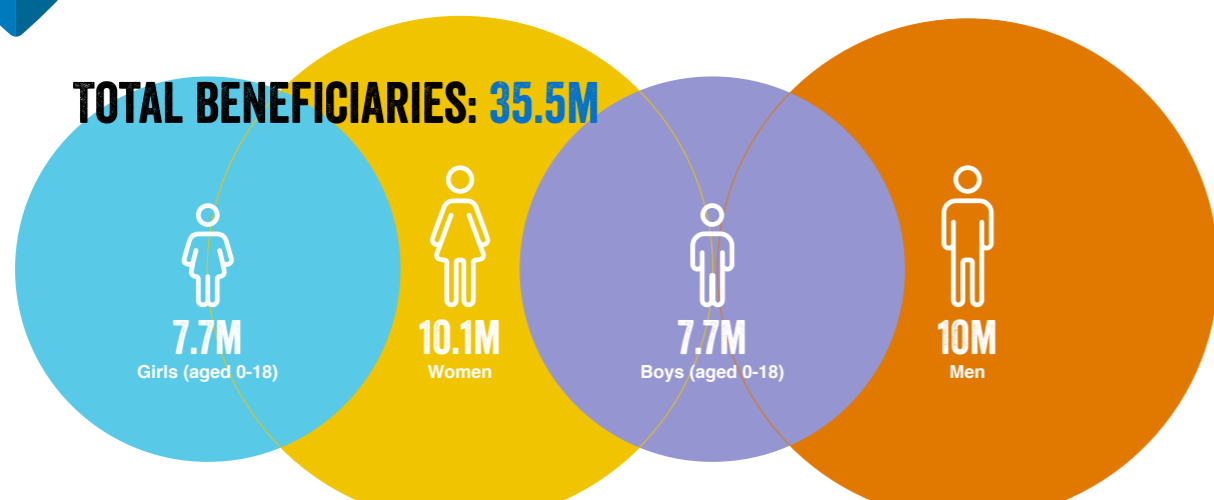 TOTAL BENEFICIARIES: 35.5M
7.7M
Girls (aged 0-18)
10.1M
Women
7.7M
Boys (aged 0-18)
10M
Men